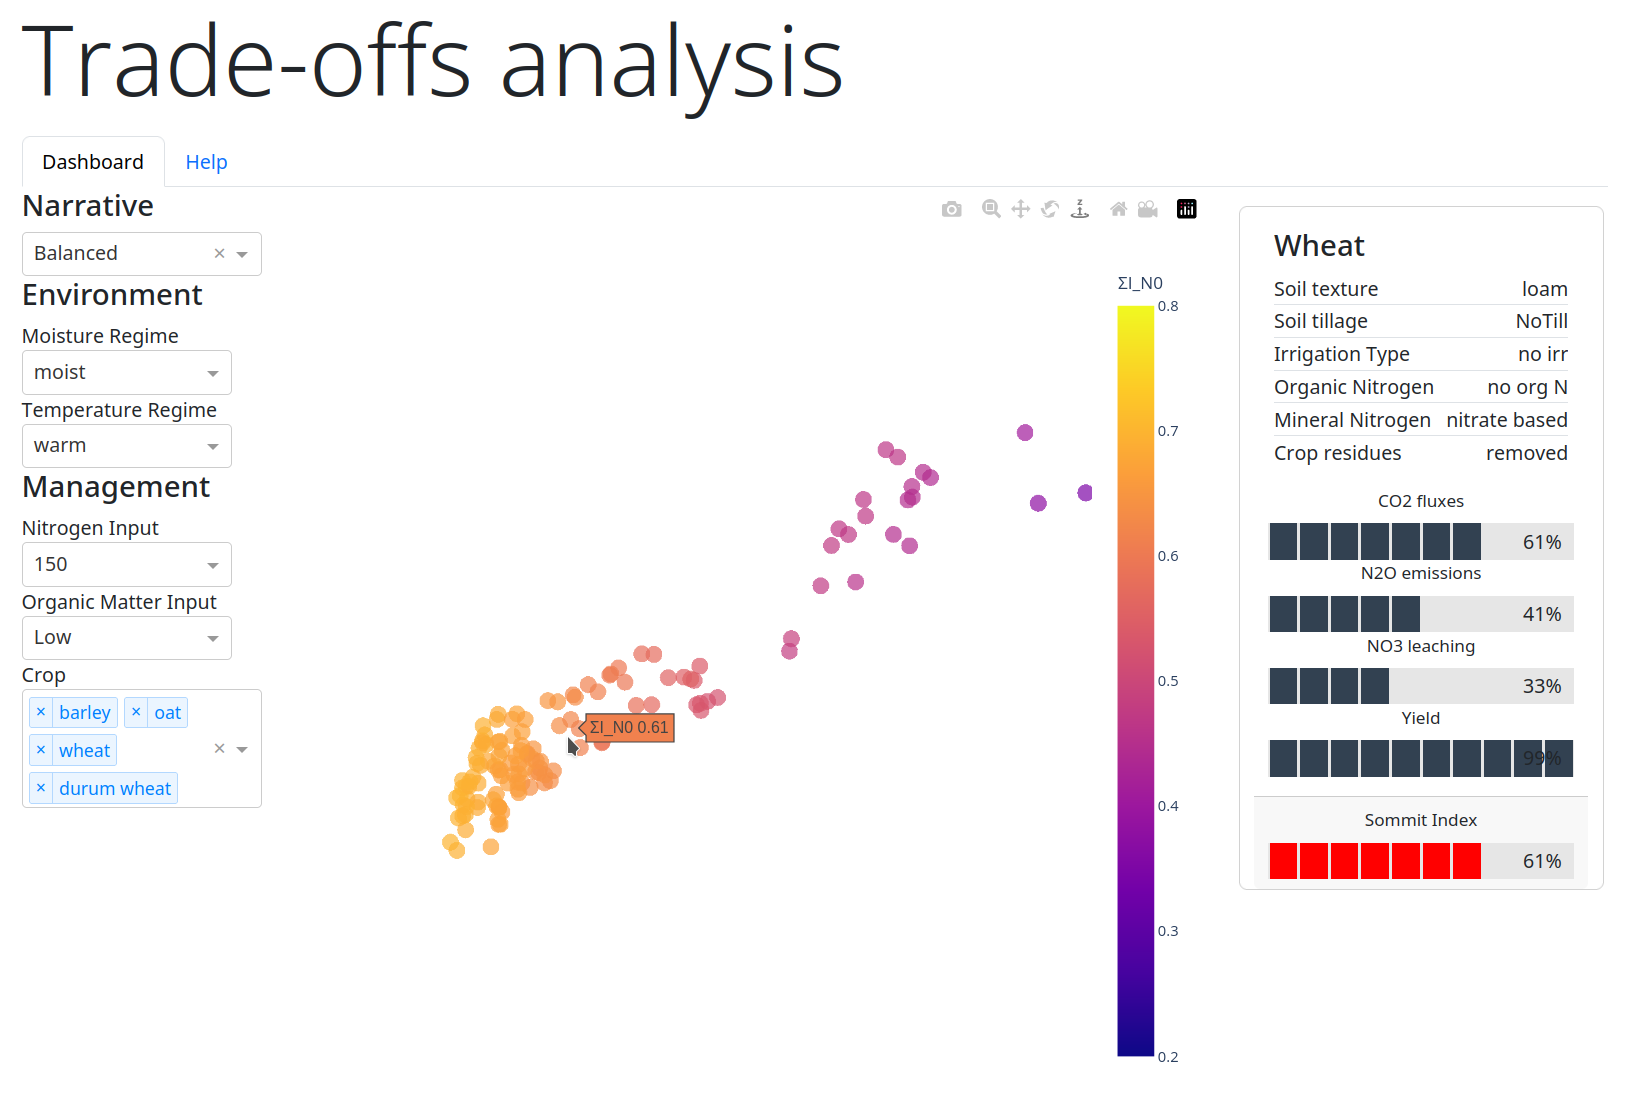 Trade-offs analysis
Dashboard
Help
Narrative
Balanced
Environment
Moisture Regime
moist
Temperature Regime
warm
Management
Nitrogen Input
150
Organic Matter Input
Low
Crop
× barley × oat
× wheat
× durum wheat
ΣI_N0 0.61
Z
ΣI_N0
0.8
0.7
0.6
0.5
0.4
0.3
0.2
Wheat
Soil texture loam
Soil tillage NoTill
Irrigation Type no irr
Organic Nitrogen no org N
Mineral Nitrogen nitrate based
Crop residues removed
CO2 fluxes
61%
N2O emissions
41%
NO3 leaching
33%
Yield
99%
Sommit Index
61%